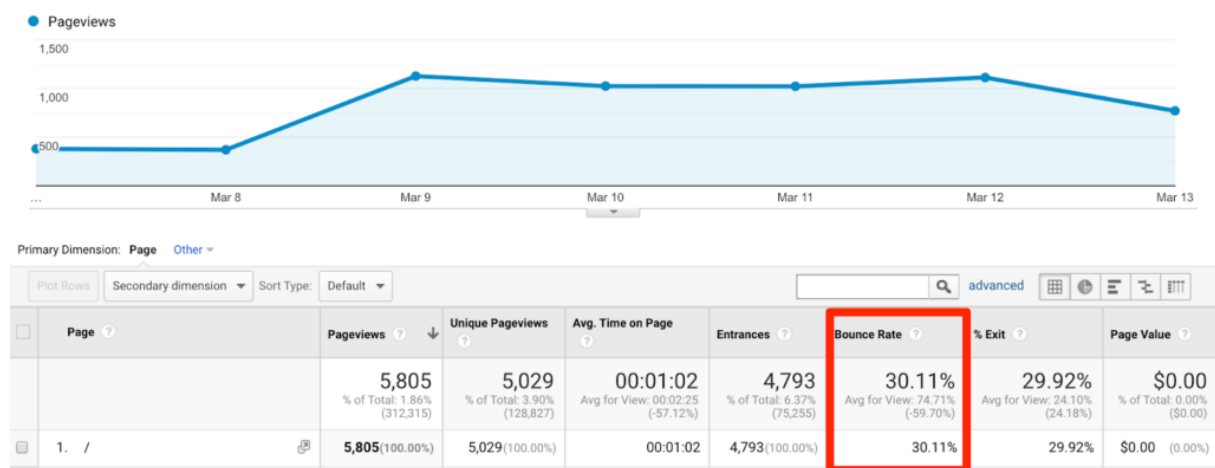 Pageviews
1,500
1,000
500
... Mar 8 Mar 9 Mar 10 Mar 11 Mar 12 Mar 13
Primary Dimension: Page Other
Plot Rows Secondary dimension Sort Type: Default advanced
Page ? Pageviews ? Unique Pageviews ? Avg. Time on Page ? Entrances ? Bounce Rate ? % Exit ? Page Value ?
5,805 5,029 00:01:02 4,793 30.11% 29.92% $0.00
% of Total: 1.86% % of Total: 3.90% Avg for View: 00:02:25 % of Total: 6.37% Avg for View: 74.71% Avg for View: 24.10% % of Total: 0.00%
(312,315) (128,827) (-57.12%) (75,255) (-59.70%) (24.18%) ($0.00)
1. / 5,805(100.00%) 5,029(100.00%) 00:01:02 4,793(100.00%) 30.11% 29.92% $0.00 (0.00%)